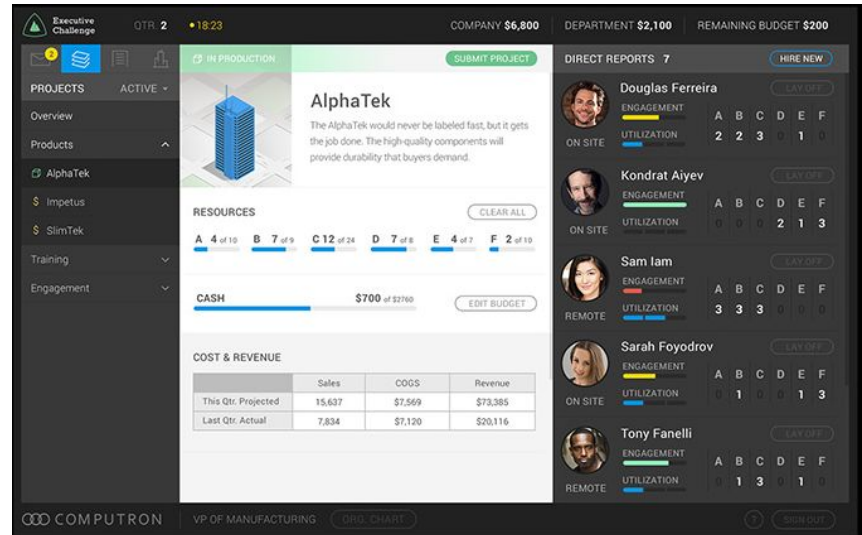 Executive Challenge
QTR. 2
18:23
COMPANY $6,800
DEPARTMENT $2,100
REMAINING BUDGET $200
2
PROJECTS
ACTIVE
Overview
Products
AlphaTek
$ Impetus
$ SlimTek
Training
Engagement
IN PRODUCTION
SUBMIT PROJECT
AlphaTek
The AlphaTek would never be labeled fast, but it gets
the job done. The high-quality components will
provide durability that buyers demand.
RESOURCES
CLEAR ALL
A 4 of 10 B 7 of 9 C 12 of 24 D 7 of 8 E 4 of 7 F 2 of 10
CASH
$700 of $2760
EDIT BUDGET
COST & REVENUE
Sales COGS Revenue
This Qtr. Projected 15,637 $7,569 $73,385
Last Qtr. Actual 7,834 $7,120 $20,116
DIRECT REPORTS 7
HIRE NEW
Douglas Ferreira
LAY OFF
ENGAGEMENT
A B C D E F
UTILIZATION
2 2 3 0 1 0
ON SITE
Kondrat Aiyev
LAY OFF
ENGAGEMENT
A B C D E F
UTILIZATION
0 0 0 2 1 3
ON SITE
Sam Iam
LAY OFF
ENGAGEMENT
A B C D E F
UTILIZATION
3 3 3 0 0 0
REMOTE
Sarah Foyodrov
LAY OFF
ENGAGEMENT
A B C D E F
UTILIZATION
0 1 0 0 1 3
ON SITE
Tony Fanelli
LAY OFF
ENGAGEMENT
A B C D E F
UTILIZATION
0 1 3 0 1 0
REMOTE
COMPUTRON
VP OF MANUFACTURING
ORG. CHART
?
SIGN OUT